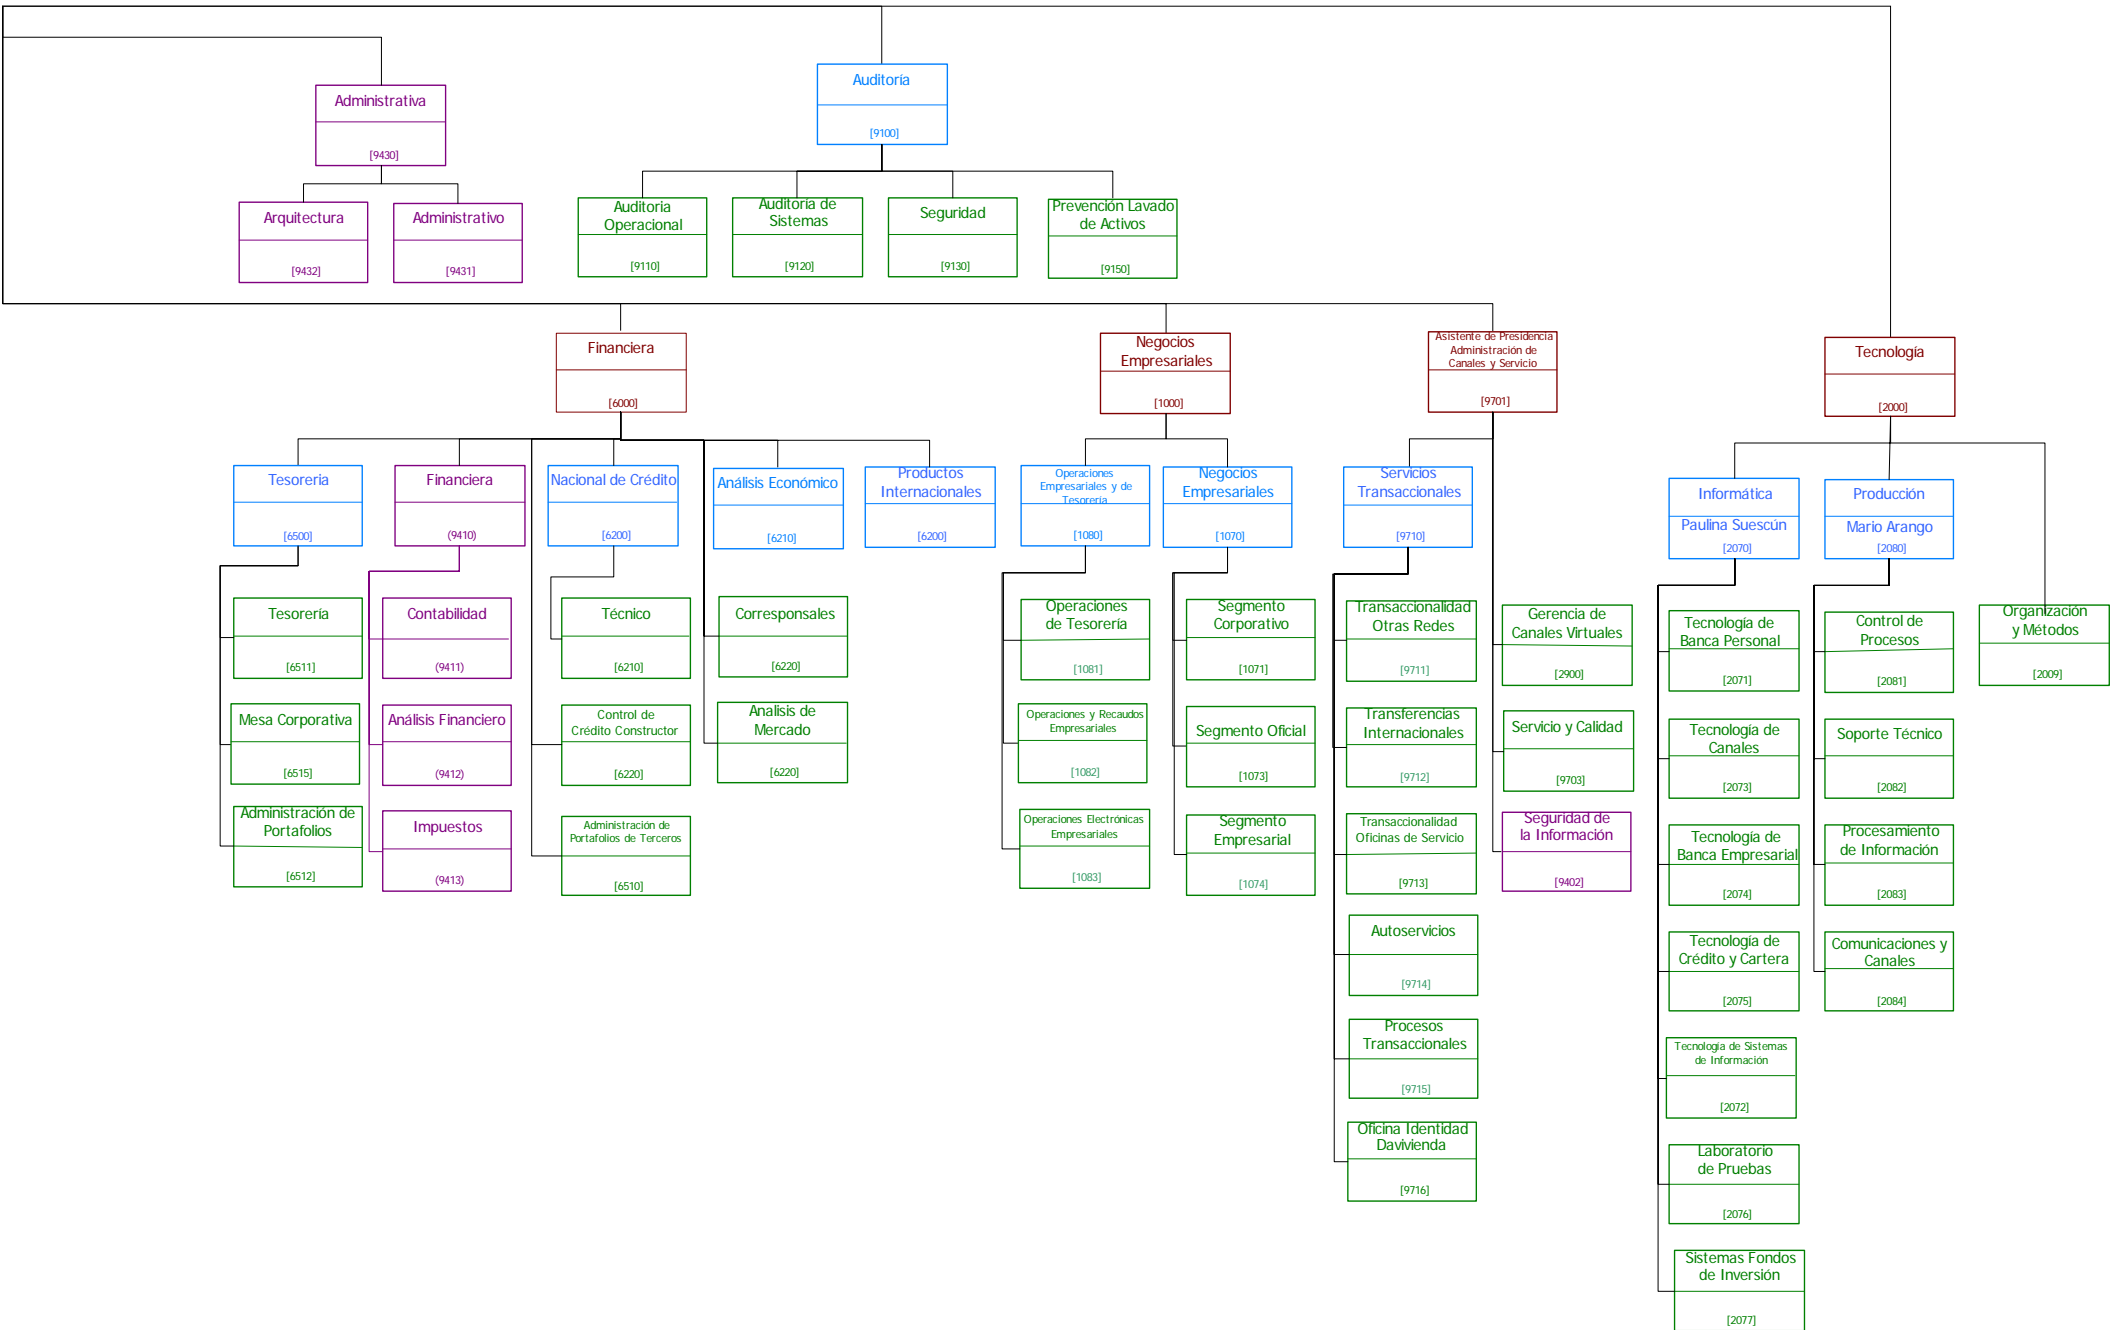 Auditoría
[9100]
Administrativa
[9430]
Arquitectura
[9432]
Administrativo
[9431]
Auditoria
Operacional
[9110]
Auditoria de
Sistemas
[9120]
Seguridad
[9130]
Prevención Lavado
de Activos
[9150]
Financiera
[6000]
Negocios
Empresariales
[1000]
Asistente de Presidencia
Administración de
Canales y Servicio
[9701]
Tecnología
[2000]
Tesoreria
[6500]
Financiera
(9410)
Nacional de Crédito
[6200]
Análisis Económico
[6210]
Productos
Internacionales
[6200]
Operaciones
Empresariales y de
Tesorería
[1080]
Negocios
Empresariales
[1070]
Servicios
Transaccionales
[9710]
Informática
Paulina Suescún
[2070]
Producción
Mario Arango
[2080]
Tesorería
[6511]
Contabilidad
(9411)
Técnico
[6210]
Corresponsales
[6220]
Operaciones
de Tesorería
[1081]
Segmento
Corporativo
[1071]
Transaccionalidad
Otras Redes
[9711]
Gerencia de
Canales Virtuales
[2900]
Tecnología de
Banca Personal
[2071]
Control de
Procesos
[2081]
Organización
y Métodos
[2009]
Mesa Corporativa
[6515]
Análisis Financiero
(9412)
Control de
Crédito Constructor
[6220]
Analisis de
Mercado
[6220]
Operaciones y Recaudos
Empresariales
[1082]
Segmento Oficial
[1073]
Transferencias
Internacionales
[9712]
Servicio y Calidad
[9703]
Tecnología de
Canales
[2073]
Soporte Técnico
[2082]
Administración de
Portafolios
[6512]
Impuestos
(9413)
Administración de
Portafolios de Terceros
[6510]
Operaciones Electrónicas
Empresariales
[1083]
Segmento
Empresarial
[1074]
Transaccionalidad
Oficinas de Servicio
[9713]
Seguridad de
la Información
[9402]
Tecnología de
Banca Empresarial
[2074]
Procesamiento
de Información
[2083]
Autoservicios
[9714]
Tecnología de
Crédito y Cartera
[2075]
Comunicaciones y
Canales
[2084]
Procesos
Transaccionales
[9715]
Tecnología de Sistemas
de Información
[2072]
Oficina Identidad
Davivienda
[9716]
Laboratorio
de Pruebas
[2076]
Sistemas Fondos
de Inversión
[2077]